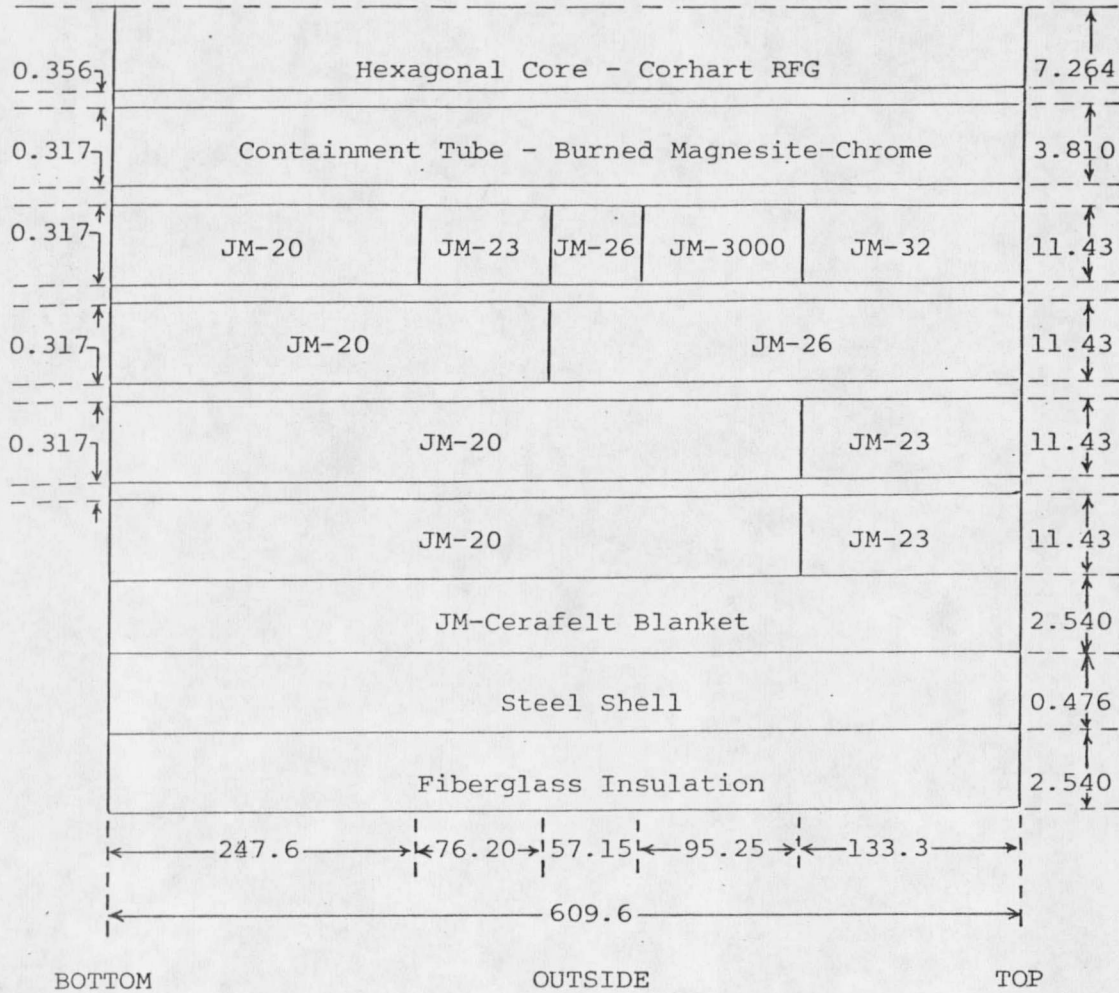 0.356
Hexagonal Core - Corhart RFG
7.264
0.317
Containment Tube - Burned Magnesite-Chrome
3.810
0.317
JM-20 JM-23 JM-26 JM-3000 JM-32
11.43
0.317
JM-20 JM-26
11.43
0.317
JM-20 JM-23
11.43
JM-20 JM-23
11.43
JM-Cerafelt Blanket
2.540
Steel Shell
0.476
Fiberglass Insulation
2.540
247.6 76.20 57.15 95.25 133.3
609.6
BOTTOM OUTSIDE TOP